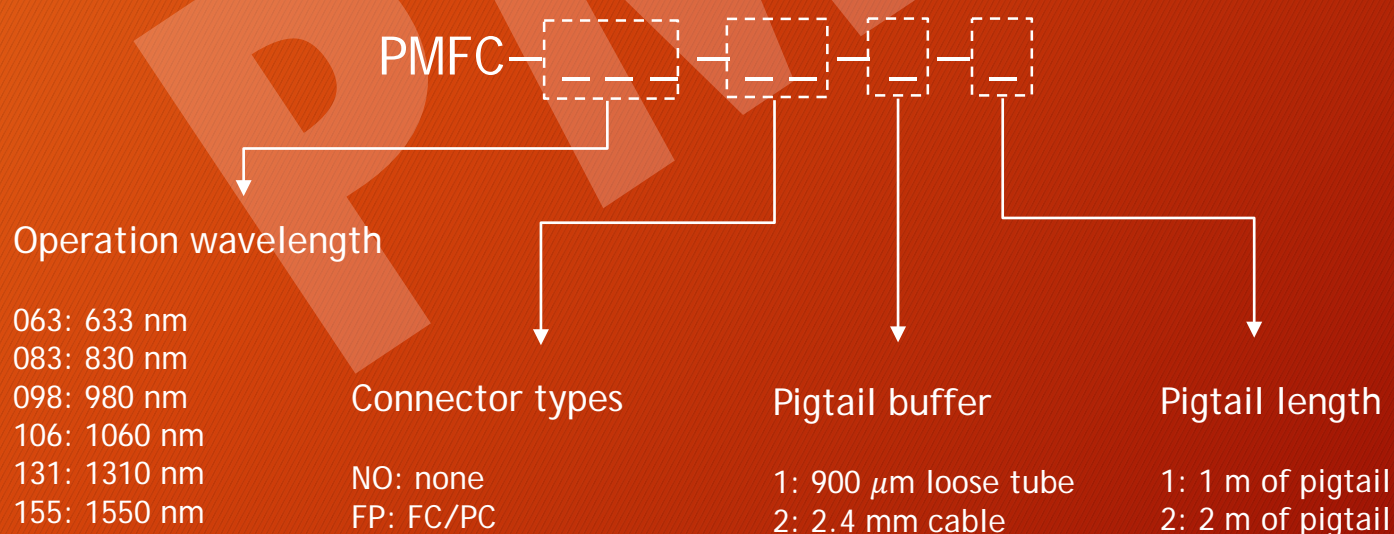 PMFC–_ _ _ –_ _ –_ –_
Operation wavelength
063: 633 nm
083: 830 nm
098: 980 nm
106: 1060 nm
131: 1310 nm
155: 1550 nm
Connector types
NO: none
FP: FC/PC
Pigtail buffer
1: 900 µm loose tube
2: 2.4 mm cable
Pigtail length
1: 1 m of pigtail
2: 2 m of pigtail